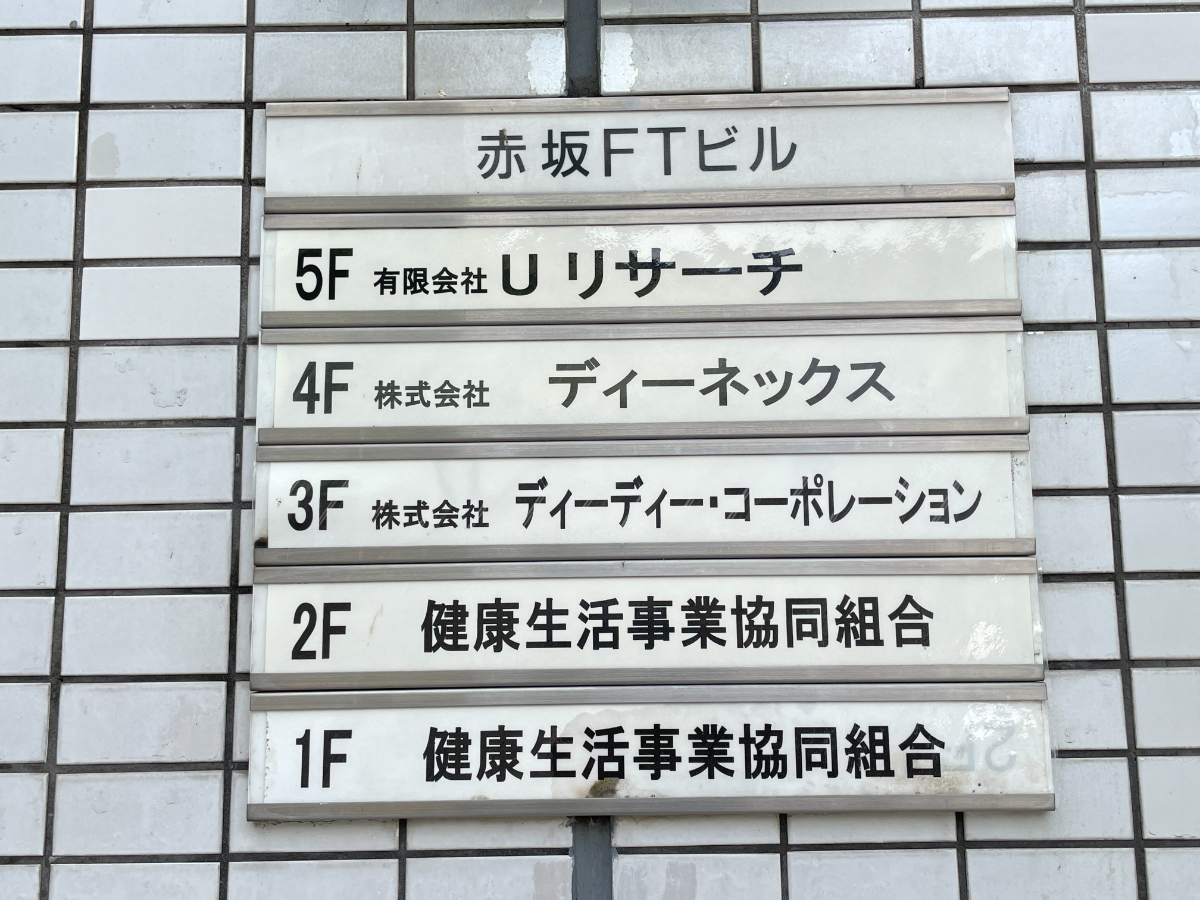 赤坂FTビル
5F 有限会社 U リサーチ
4F 株式会社 ディーネックス
3F 株式会社 ディーディー・コーポレーション
2F 健康生活事業協同組合
1F 健康生活事業協同組合